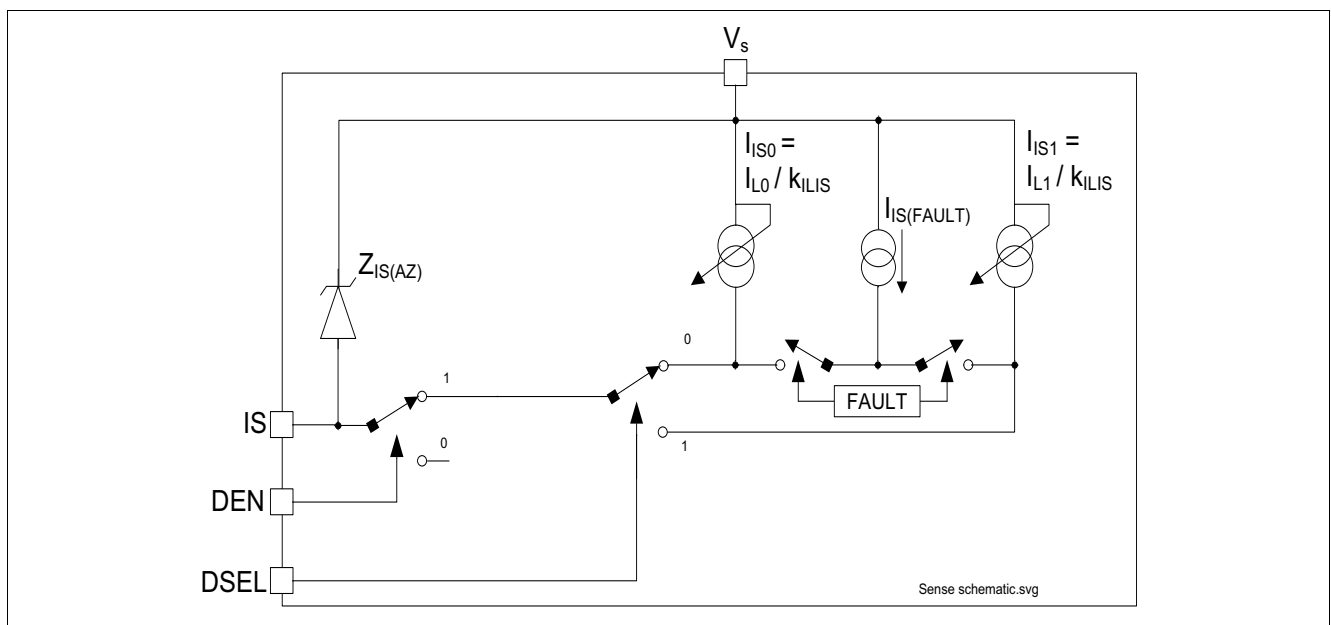 Vs
IIS0 =
IL0 / kILIS
IIS(FAULT)
IIS1 =
IL1 / kILIS
ZIS(AZ)
0
1
FAULT
IS
0
1
DEN
DSEL
Sense schematic.svg